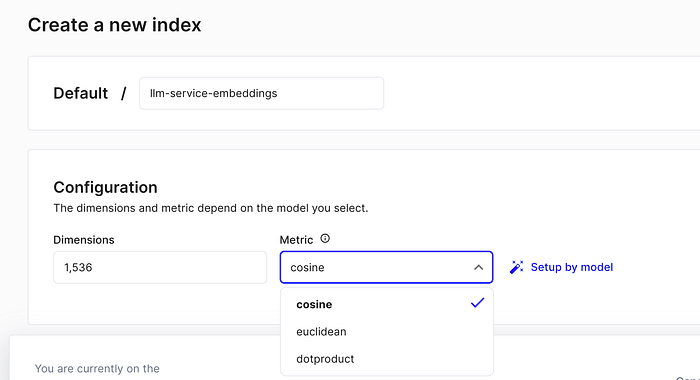 Create a new index
Default / llm-service-embeddings
Configuration
The dimensions and metric depend on the model you select.
Dimensions Metric
1,536 cosine Setup by model
cosine
euclidean
dotproduct
You are currently on the